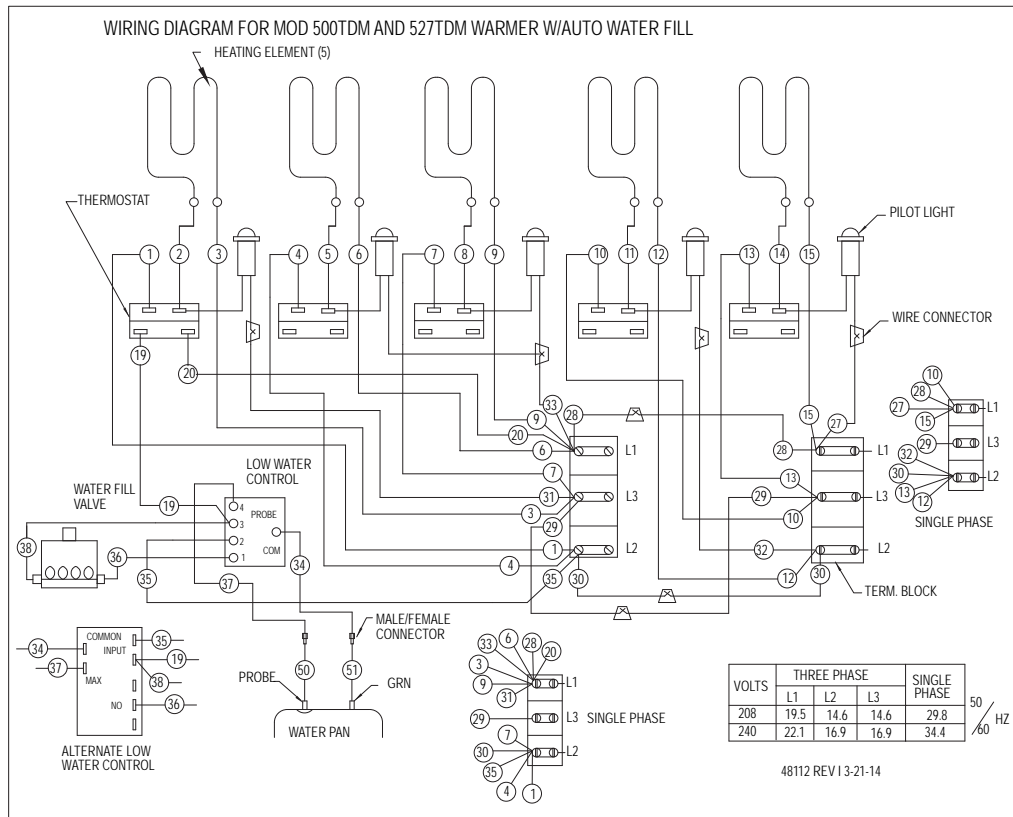 WIRING DIAGRAM FOR MOD 500TDM AND 527TDM WARMER W/AUTO WATER FILL
HEATING ELEMENT (5)
THERMOSTAT
PILOT LIGHT
1 2 3 4 5 6 7 8 9 10 11 12 13 14 15
WIRE CONNECTOR
19
20
33
28
9
20
6
L1
7
31
L3
3
29
1
L2
4
35
30
28
15
27
L1
13
29
L3
10
32
L2
12
30
TERM. BLOCK
10
28
27
15
L1
29
L3
32
30
13
12
L2
SINGLE PHASE
LOW WATER
CONTROL
WATER FILL
VALVE
19
4
PROBE
3
2
COM
1
38
36
35
34
37
MALE/FEMALE
CONNECTOR
50
51
PROBE
GRN
WATER PAN
COMMON
35
34
INPUT
19
37
MAX
38
NO
36
ALTERNATE LOW
WATER CONTROL
6
28
20
33
3
9
31
L1
29
L3
SINGLE PHASE
7
30
35
4
1
L2
VOLTS THREE PHASE SINGLE PHASE
L1 L2 L3
208 19.5 14.6 14.6 29.8
240 22.1 16.9 16.9 34.4
50/60 HZ
48112 REV I 3-21-14